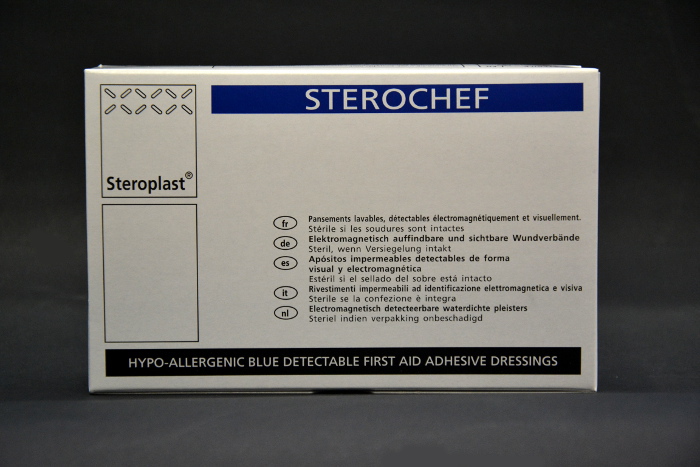 STEROCHEF
Steroplast®
fr Pansements lavables, détectables électromagnétiquement et visuellement.
Stérile si les soudures sont intactes
de Elektromagnetisch auffindbare und sichtbare Wundverbände
Steril, wenn Versiegelung intakt
es Apósitos impermeables detectables de forma
visual y electromagnética
Estéril si el sellado del sobre está intacto
it Rivestimenti impermeabili ad identificazione elettromagnetica e visiva
Sterile se la confezione è integra
nl Electromagnetisch detecteerbare waterdichte pleisters
Steriel indien verpakking onbeschadigd
HYPO-ALLERGENIC BLUE DETECTABLE FIRST AID ADHESIVE DRESSINGS